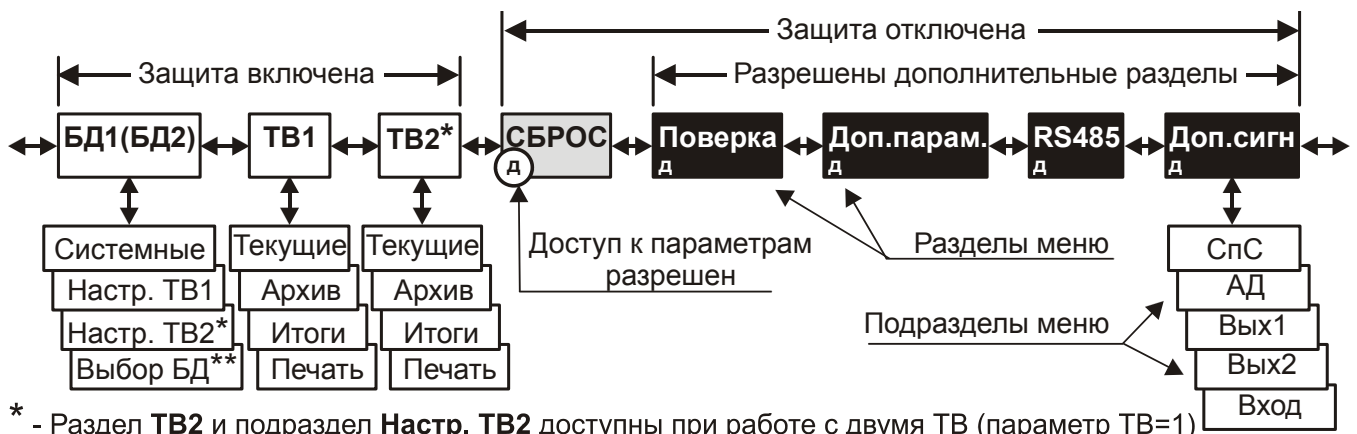 Защита отключена
Защита включена
Разрешены дополнительные разделы
БД1(БД2)
ТВ1
ТВ2*
СБРОС
д
Поверка
д
Доп.парам.
д
RS485
д
Доп.сигн
д
Системные
Настр. ТВ1
Настр. ТВ2*
Выбор БД**
Текущие
Архив
Итоги
Печать
Текущие
Архив
Итоги
Печать
Доступ к параметрам
разрешен
Разделы меню
Подразделы меню
СпС
АД
Вых1
Вых2
Вход
* - Раздел ТВ2 и подраздел Настр. ТВ2 доступны при работе с двумя ТВ (параметр ТВ=1)